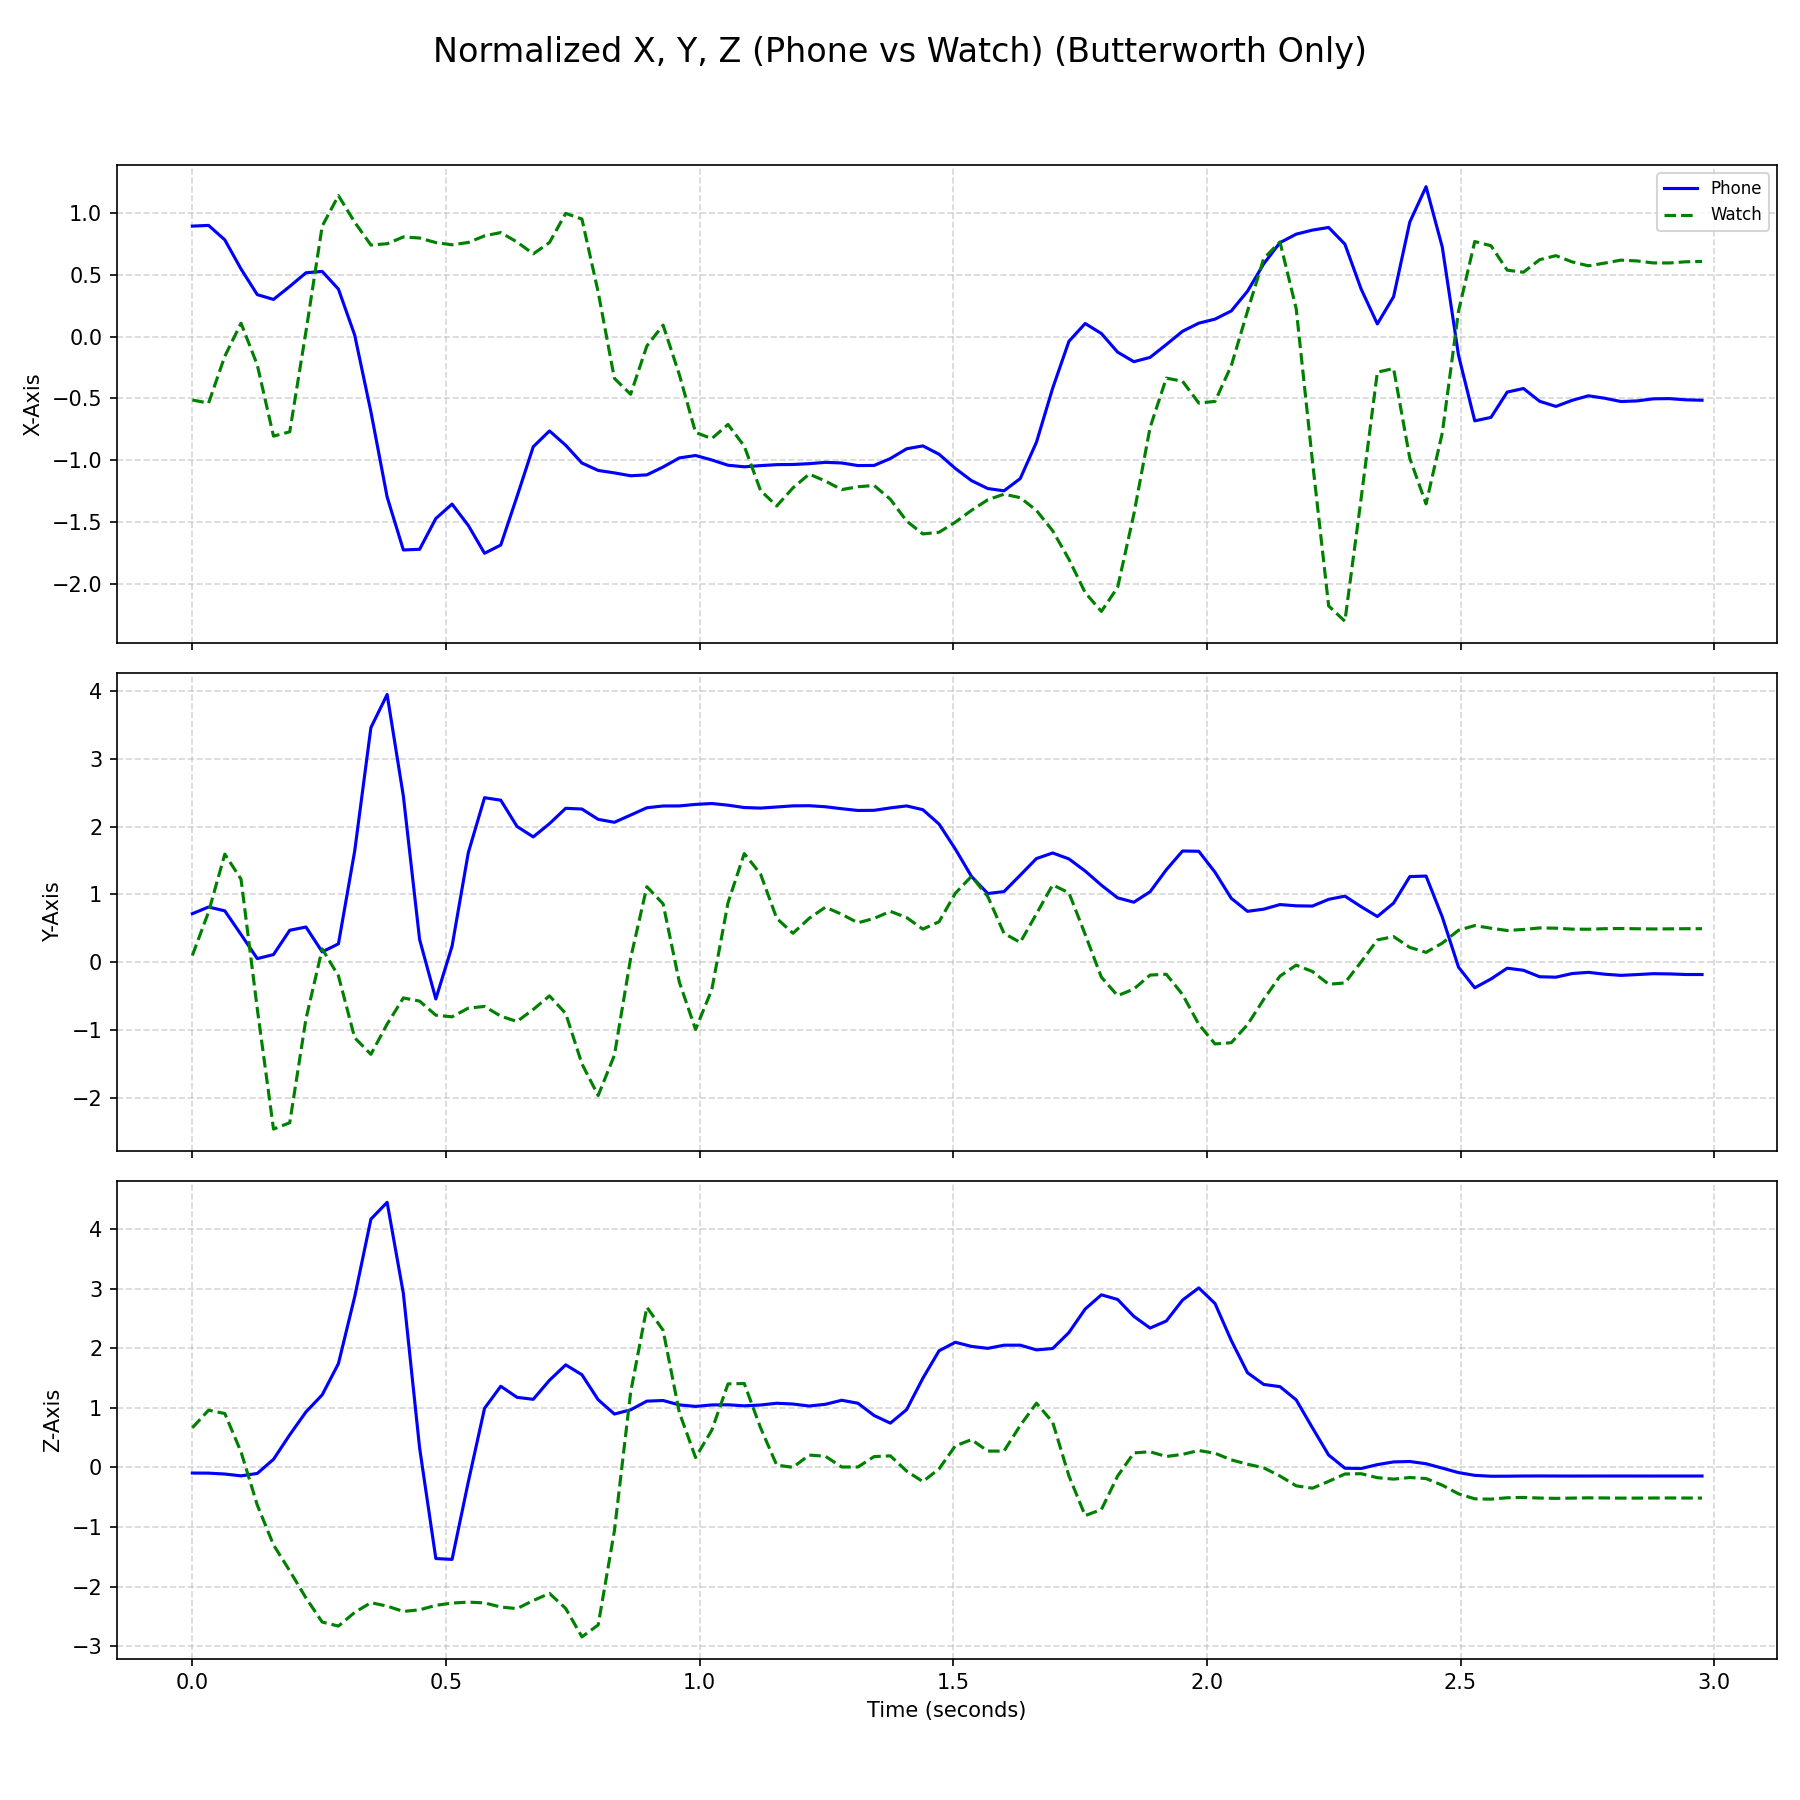 Normalized X, Y, Z (Phone vs Watch) (Butterworth Only)
Phone
Watch
1.0
0.5
0.0
−0.5
−1.0
−1.5
−2.0
X-Axis
4
3
2
1
0
−1
−2
Y-Axis
4
3
2
1
0
−1
−2
−3
Z-Axis
0.0 0.5 1.0 1.5 2.0 2.5 3.0
Time (seconds)